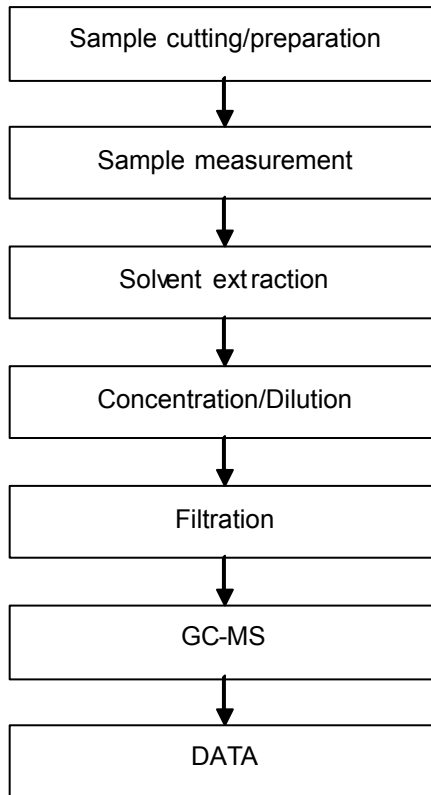 Sample cutting/preparation
Sample measurement
Solvent extraction
Concentration/Dilution
Filtration
GC-MS
DATA